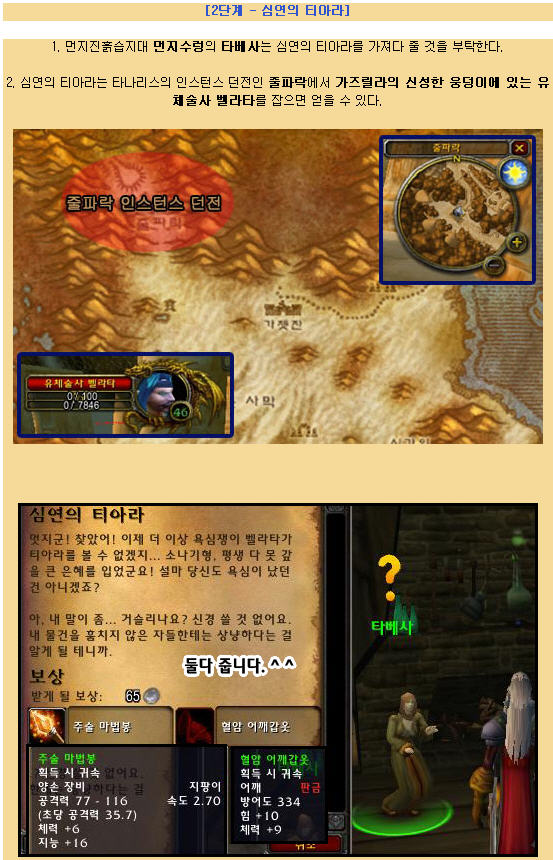 [2단계 - 심연의 티아라]
1. 먼지진흙습지대 먼지수렁의 타베사는 심연의 티아라를 가져다 줄 것을 부탁한다.
2. 심연의 티아라는 타나리스의 인스턴스 던전인 줄파락에서 가즈릴라의 신성한 웅덩이에 있는 유
체술사 벨라타를 잡으면 얻을 수 있다.
줄파락
N
줄파락 인스턴스 던전
줄파락
가젯잔
유체술사 벨라타
0 / 100
0 / 7846
46
사막
심연의 티아라
멋지군! 찾았어! 이제 더 이상 욕심쟁이 벨라타가
티아라를 볼 수 없겠지... 소나기형, 평생 다 못 갚
을 큰 은혜를 입었군요! 설마 당신도 욕심이 났던
건 아니겠죠?
아, 내 말이 좀... 거슬리나요? 신경 쓸 것 없어요.
내 물건을 훔치지 않은 자들한테는 상냥하다는 걸
알게 될 테니까.
둘다 줍니다.^^
보상
받게 될 보상: 65
주술 마법봉
혈암 어깨갑옷
타베사
주술 마법봉
획득 시 귀속
양손 장비 지팡이
공격력 77 - 116 속도 2.70
(초당 공격력 35.7)
체력 +6
지능 +16
혈암 어깨갑옷
획득 시 귀속
어깨 판금
방어도 334
힘 +10
체력 +9
취소